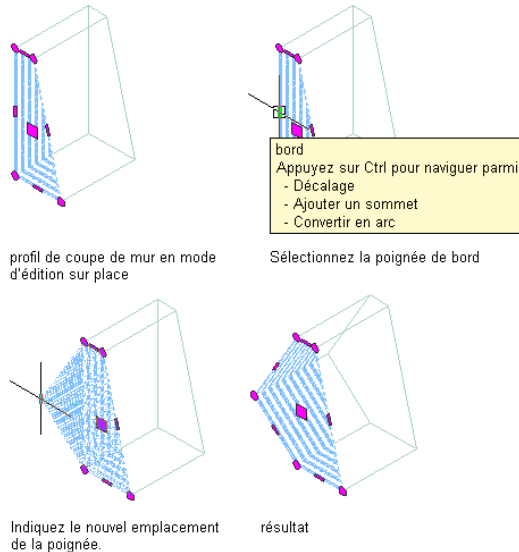 bord
Appuyez sur Ctrl pour naviguer parmi
- Décalage
- Ajouter un sommet
- Convertir en arc
profil de coupe de mur en mode
d'édition sur place
Sélectionnez la poignée de bord
Indiquez le nouvel emplacement
de la poignée.
résultat